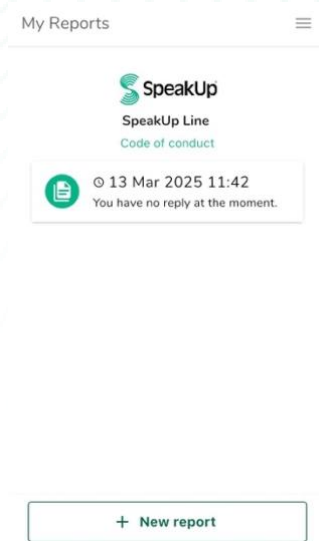 My Reports
SpeakUp
SpeakUp Line
Code of conduct
13 Mar 2025 11:42
You have no reply at the moment.
+ New report